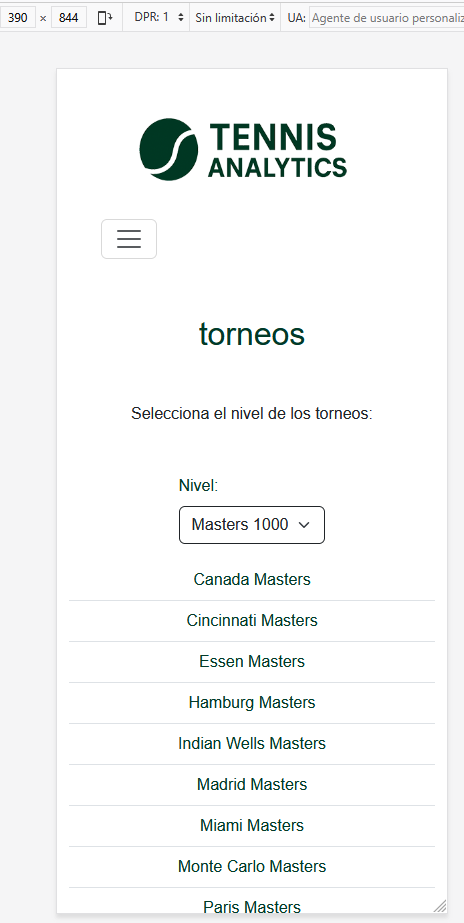 390 × 844 DPR: 1 Sin limitación UA: Agente de usuario personaliz
TENNIS
ANALYTICS
torneos
Selecciona el nivel de los torneos:
Nivel:
Masters 1000
Canada Masters
Cincinnati Masters
Essen Masters
Hamburg Masters
Indian Wells Masters
Madrid Masters
Miami Masters
Monte Carlo Masters
Paris Masters